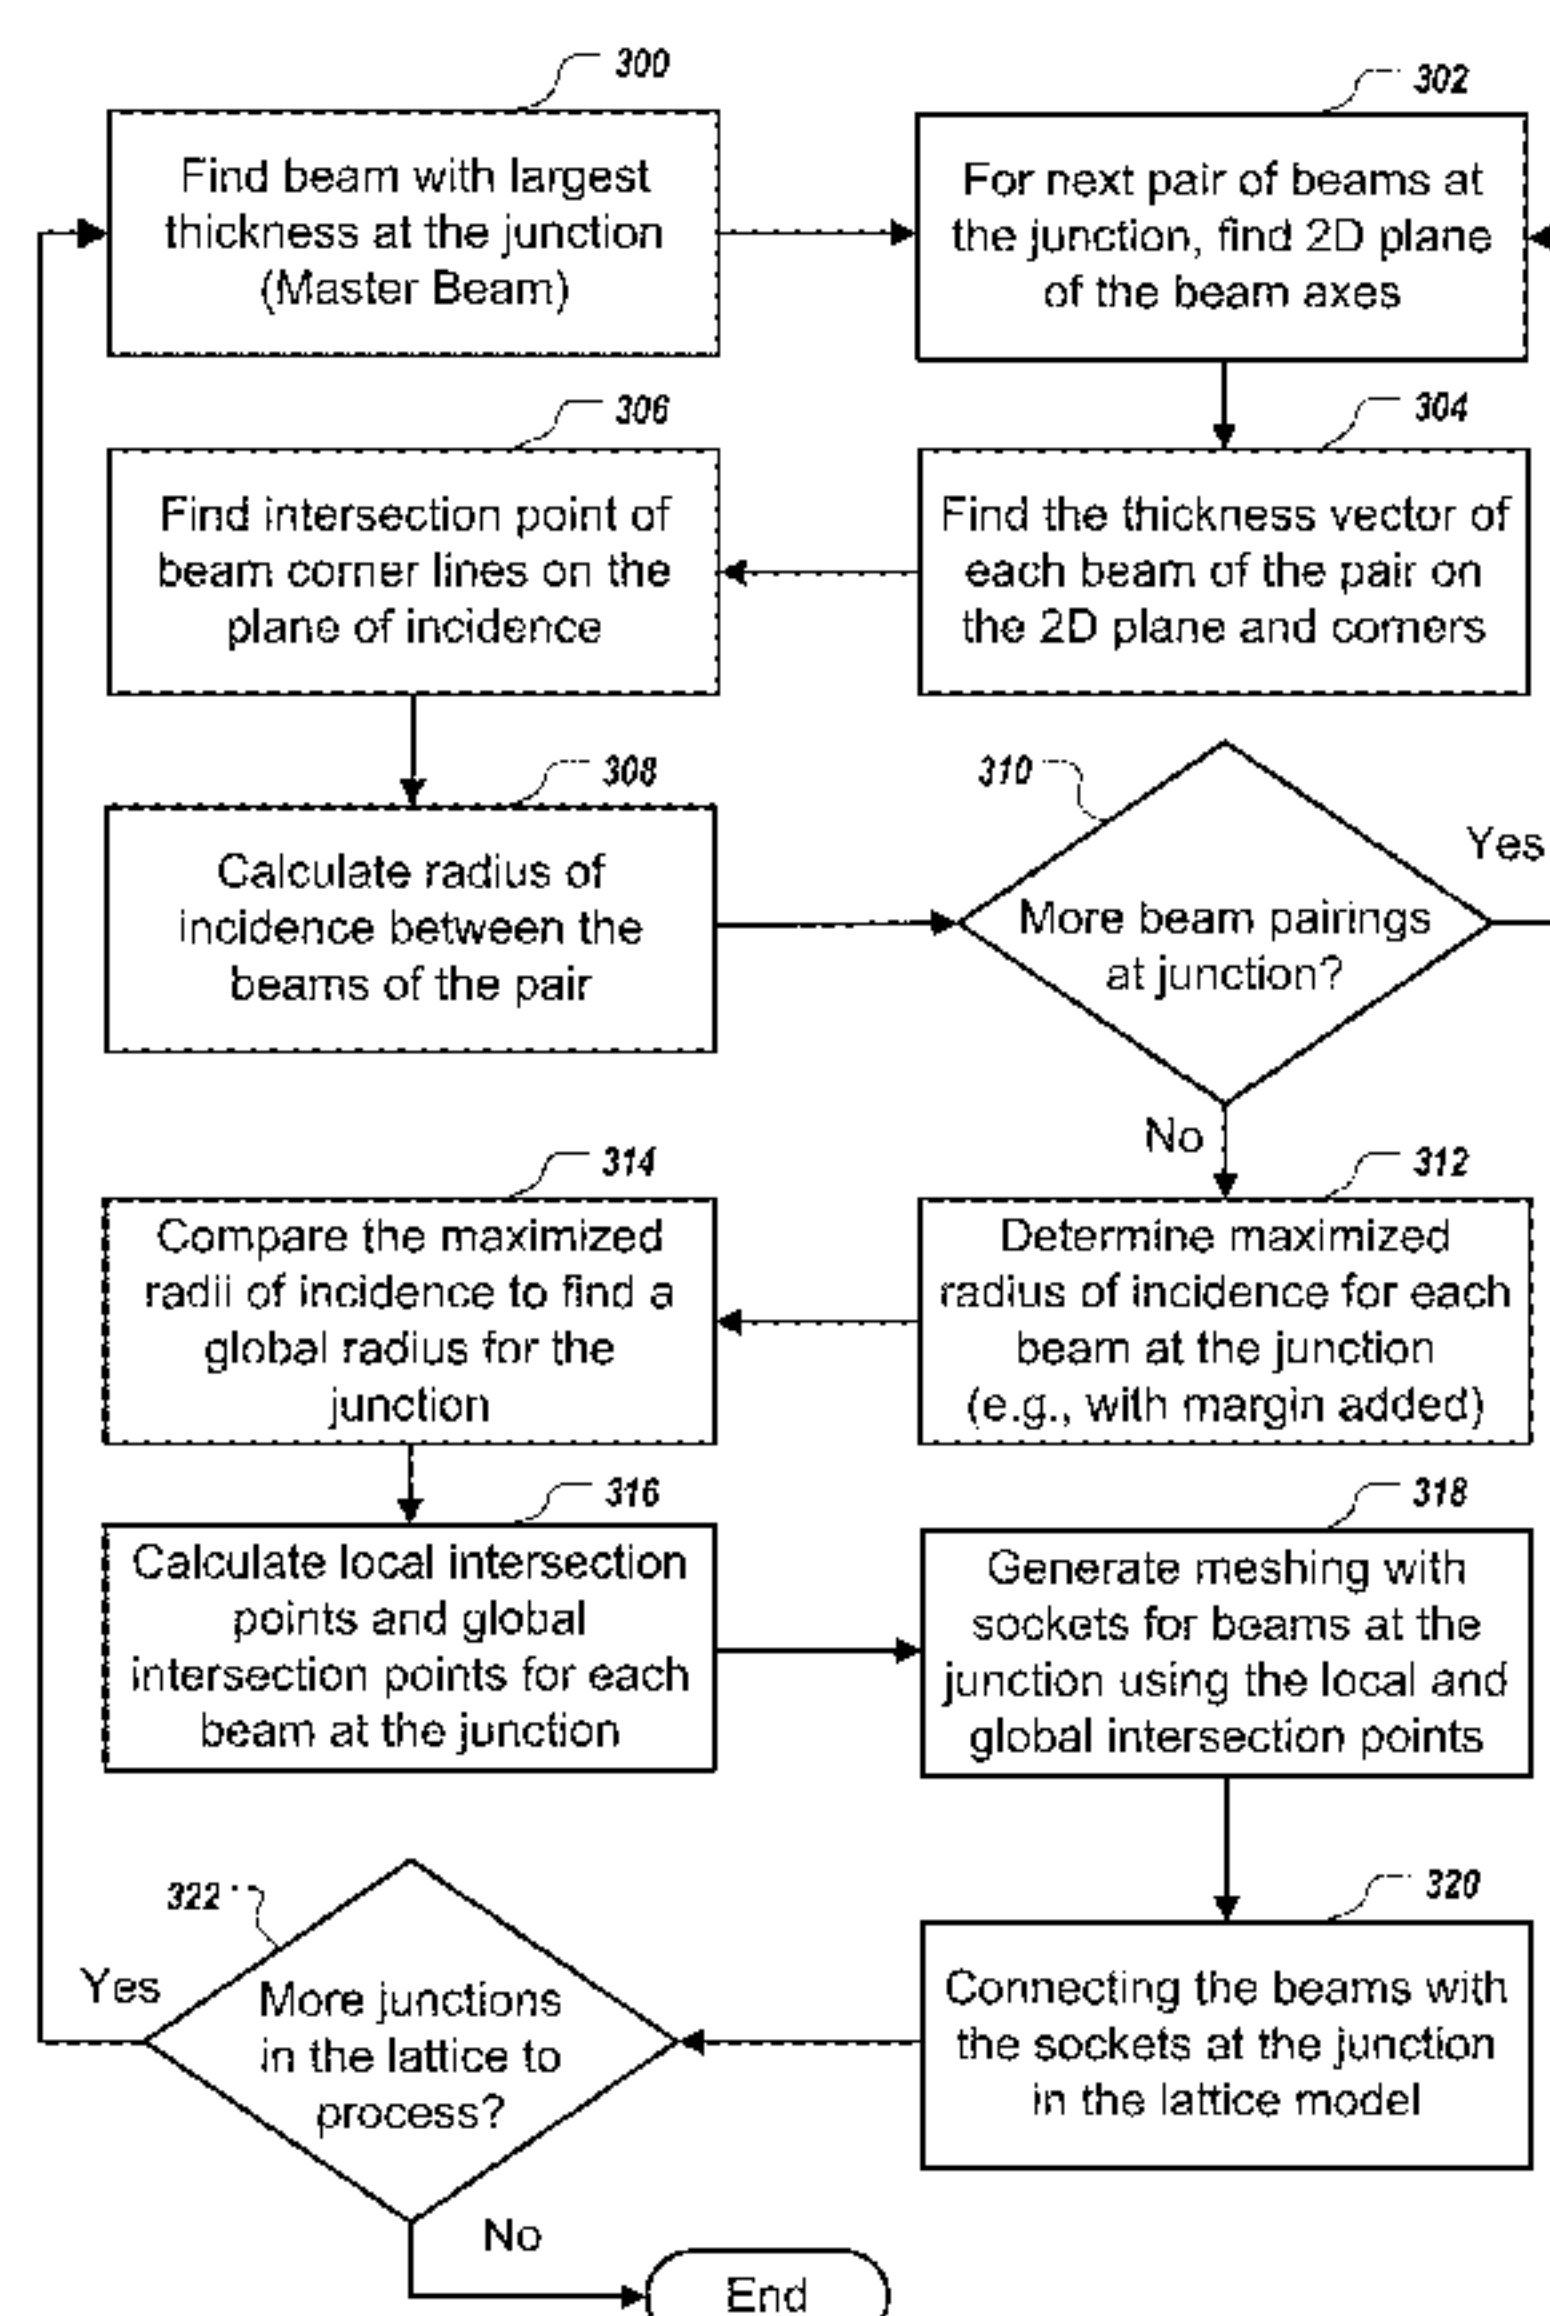 300
Find beam with largest
thickness at the junction
(Master Beam)
302
For next pair of beams at
the junction, find 2D plane
of the beam axes
304
Find the thickness vector of
each beam of the pair on
the 2D plane and corners
306
Find intersection point of
beam corner lines on the
plane of incidence
308
Calculate radius of
incidence between the
beams of the pair
310
More beam pairings
at junction?
Yes
No
312
Determine maximized
radius of incidence for each
beam at the junction
(e.g., with margin added)
314
Compare the maximized
radii of incidence to find a
global radius for the
junction
316
Calculate local intersection
points and global
intersection points for each
beam at the junction
318
Generate meshing with
sockets for beams at the
junction using the local and
global intersection points
320
Connecting the beams with
the sockets at the junction
in the lattice model
322
More junctions
in the lattice to
process?
Yes
No
End